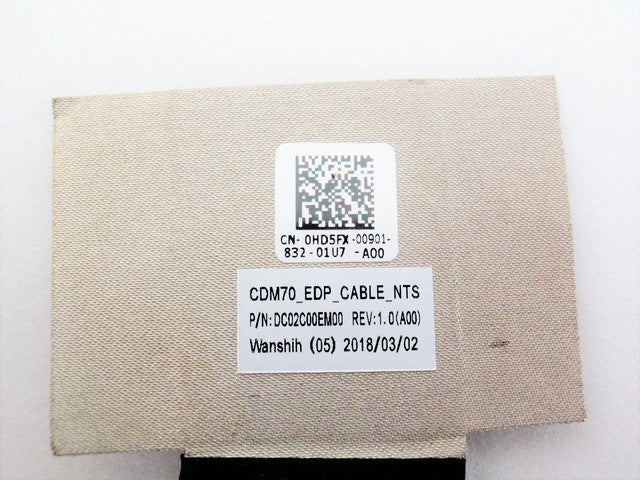 CN- 0HD5FX -00901-
832 -01U7 -A00
CDM70_EDP_CABLE_NTS
P/N:DC02C00EM00 REV:1.0(A00)
Wanshih (05) 2018/03/02